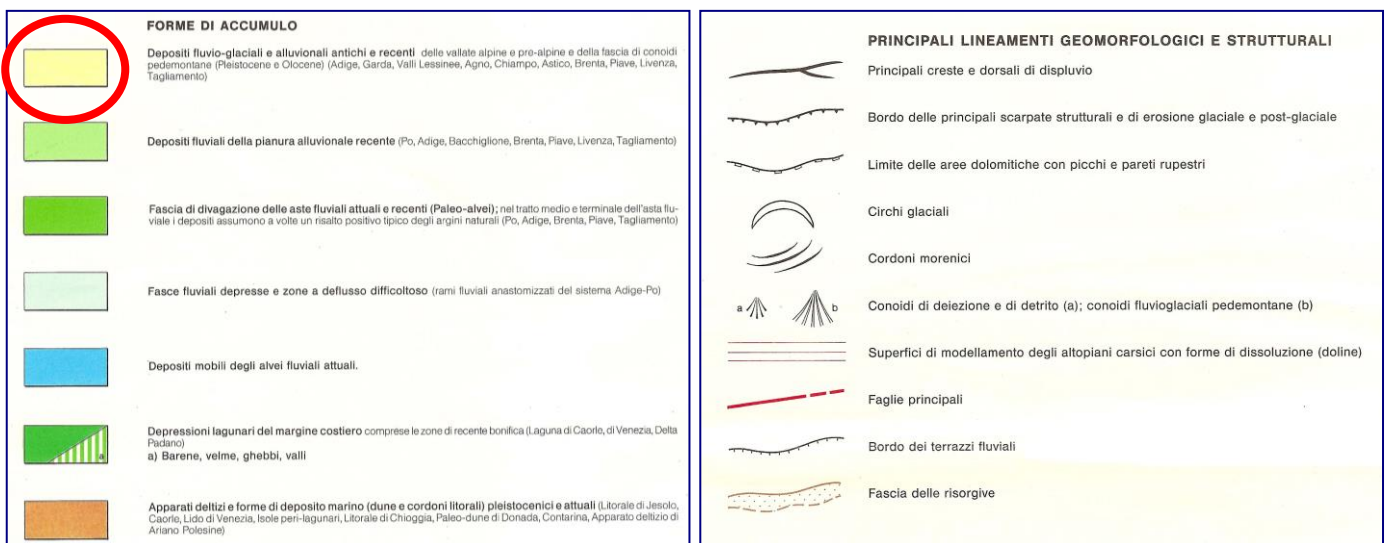 FORME DI ACCUMULO
Depositi fluvio-glaciali e alluvionali antichi e recenti delle vallate alpine e pre-alpine e della fascia di conoidi
pedemontane (Pleistocene e Olocene) (Adige, Garda, Valli Lessinee, Agno, Chiampo, Astico, Brenta, Piave, Livenza,
Tagliamento)
Depositi fluviali della pianura alluvionale recente (Po, Adige, Bacchiglione, Brenta, Piave, Livenza, Tagliamento)
Fascia di divagazione delle aste fluviali attuali e recenti (Paleo-alvei); nel tratto medio e terminale dell'asta flu-
viale i depositi assumono a volte un risalto positivo tipico degli argini naturali (Po, Adige, Brenta, Piave, Tagliamento)
Fasce fluviali depresse e zone a deflusso difficoltoso (rami fluviali anastomizzati del sistema Adige-Po)
Depositi mobili degli alvei fluviali attuali.
Depressioni lagunari del margine costiero comprese le zone di recente bonifica (Laguna di Caorle, di Venezia, Delta
Padano)
a
a) Barene, velme, ghebbi, valli
Apparati deltizi e forme di deposito marino (dune e cordoni litorali) pleistocenici e attuali (Litorale di Jesolo,
Caorle, Lido di Venezia, Isole peri-lagunari, Litorale di Chioggia, Paleo-dune di Donada, Contarina, Apparato deltizio di
Ariano Polesine)
PRINCIPALI LINEAMENTI GEOMORFOLOGICI E STRUTTURALI
Principali creste e dorsali di displuvio
Bordo delle principali scarpate strutturali e di erosione glaciale e post-glaciale
Limite delle aree dolomitiche con picchi e pareti rupestri
Circhi glaciali
Cordoni morenici
a b Conoidi di deiezione e di detrito (a); conoidi fluvioglaciali pedemontane (b)
Superfici di modellamento degli altopiani carsici con forme di dissoluzione (doline)
Faglie principali
Bordo dei terrazzi fluviali
Fascia delle risorgive